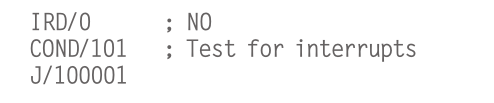 IRD/0 ; NO
COND/101 ; Test for interrupts
J/100001